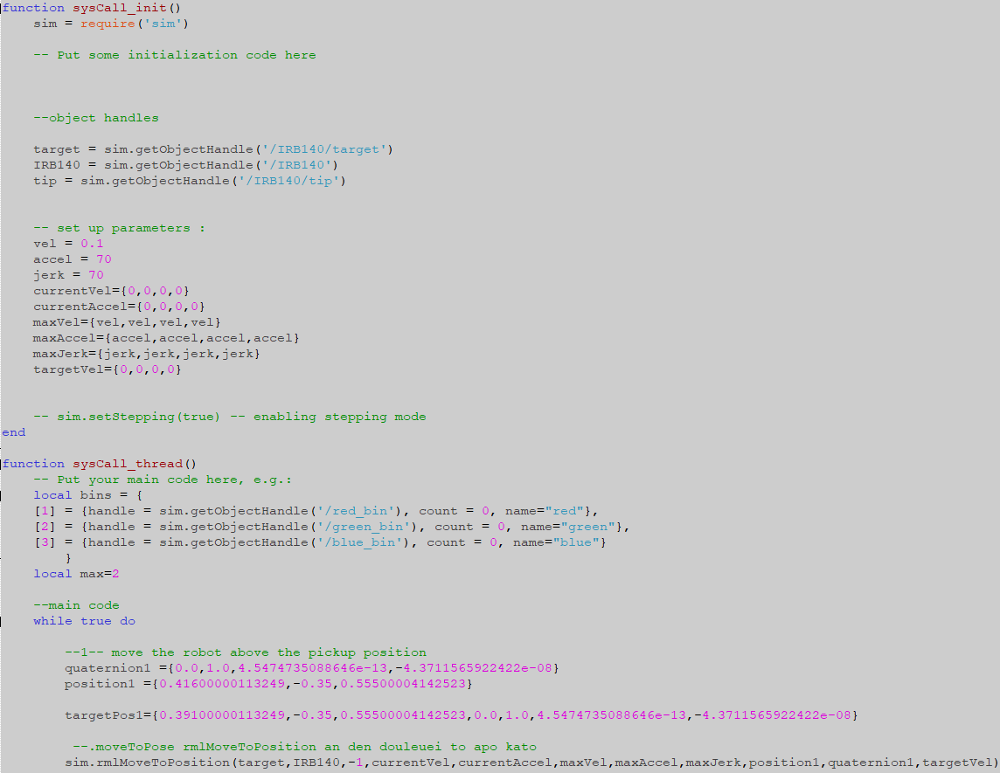 function sysCall_init()
    sim = require('sim')
    -- Put some initialization code here
    --object handles
    target = sim.getObjectHandle('/IRB140/target')
    IRB140 = sim.getObjectHandle('/IRB140')
    tip = sim.getObjectHandle('/IRB140/tip')
    -- set up parameters :
    vel = 0.1
    accel = 70
    jerk = 70
    currentVel={0,0,0,0}
    currentAccel={0,0,0,0}
    maxVel={vel,vel,vel,vel}
    maxAccel={accel,accel,accel,accel}
    maxJerk={jerk,jerk,jerk,jerk}
    targetVel={0,0,0,0}
    -- sim.setStepping(true) -- enabling stepping mode
end
function sysCall_thread()
    -- Put your main code here, e.g.:
    local bins = {
    [1] = {handle = sim.getObjectHandle('/red_bin'), count = 0, name="red"},
    [2] = {handle = sim.getObjectHandle('/green_bin'), count = 0, name="green"},
    [3] = {handle = sim.getObjectHandle('/blue_bin'), count = 0, name="blue"}
        }
    local max=2
    --main code
    while true do
        --1-- move the robot above the pickup position
        quaternion1 ={0.0,1.0,4.5474735088646e-13,-4.3711565922422e-08}
        position1 ={0.41600000113249,-0.35,0.55500004142523}
        targetPos1={0.39100000113249,-0.35,0.55500004142523,0.0,1.0,4.5474735088646e-13,-4.3711565922422e-08}
         --.moveToPose rmlMoveToPosition an den douleuei to apo kato
        sim.rmlMoveToPosition(target,IRB140,-1,currentVel,currentAccel,maxVel,maxAccel,maxJerk,position1,quaternion1,targetVel)